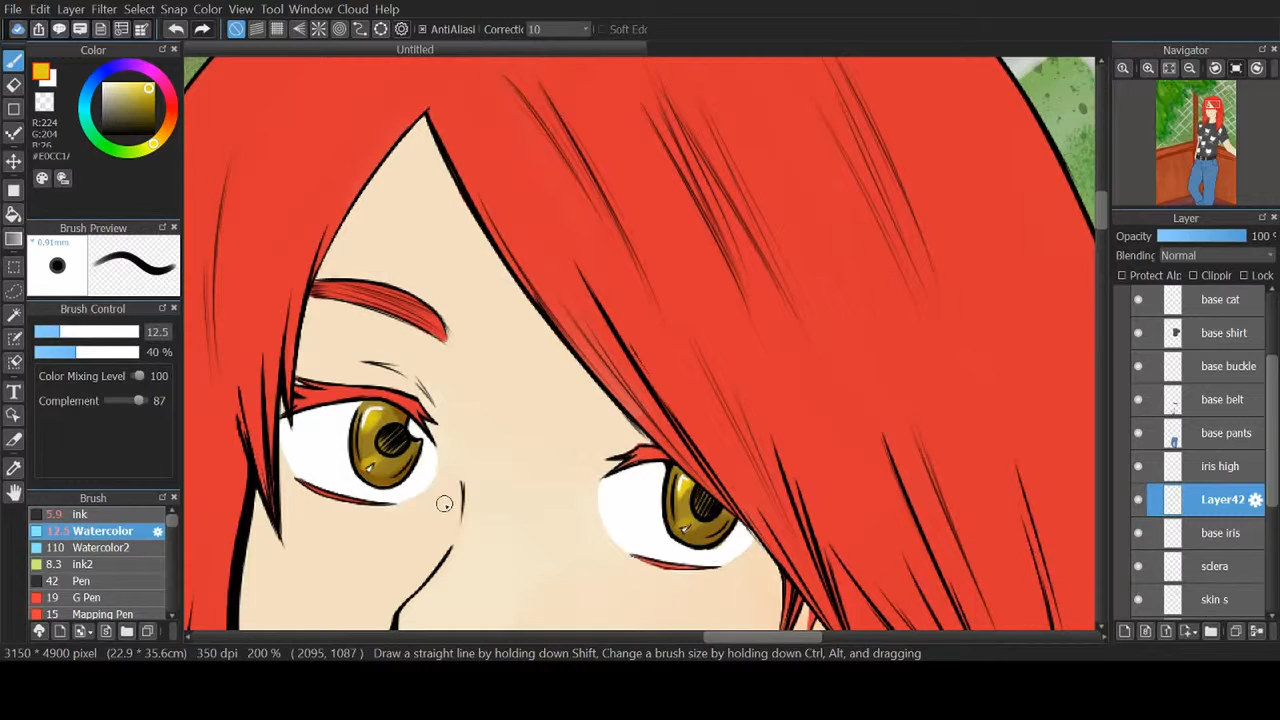 File Edit Layer Filter Select Snap Color View Tool Window Cloud Help
AntiAliasi Correctic 10 Soft Edc
Color
Untitled
Navigator
R:224
G:204
B:26
#E0CC1A
Brush Preview
* 0.91mm
Layer
Opacity 100
Blending Normal
Protect Alp Clippin Lock
Brush Control
12.5
40 %
Color Mixing Level 100
Complement 87
base cat
base shirt
base buckle
base belt
base pants
iris high
Layer42
base iris
sclera
skin s
Brush
5.9 ink
12.5 Watercolor
110 Watercolor2
8.3 ink2
42 Pen
19 G Pen
15 Mapping Pen
T
3150 * 4900 pixel (22.9 * 35.6cm) 350 dpi 200 % ( 2095, 1087 ) Draw a straight line by holding down Shift, Change a brush size by holding down Ctrl, Alt, and dragging